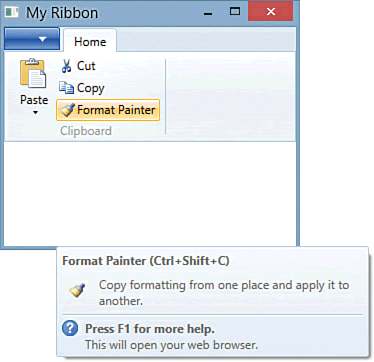 My Ribbon
Home
Cut
Copy
Paste
Format Painter
Clipboard
Format Painter (Ctrl+Shift+C)
Copy formatting from one place and apply it to
another.
Press F1 for more help.
This will open your web browser.